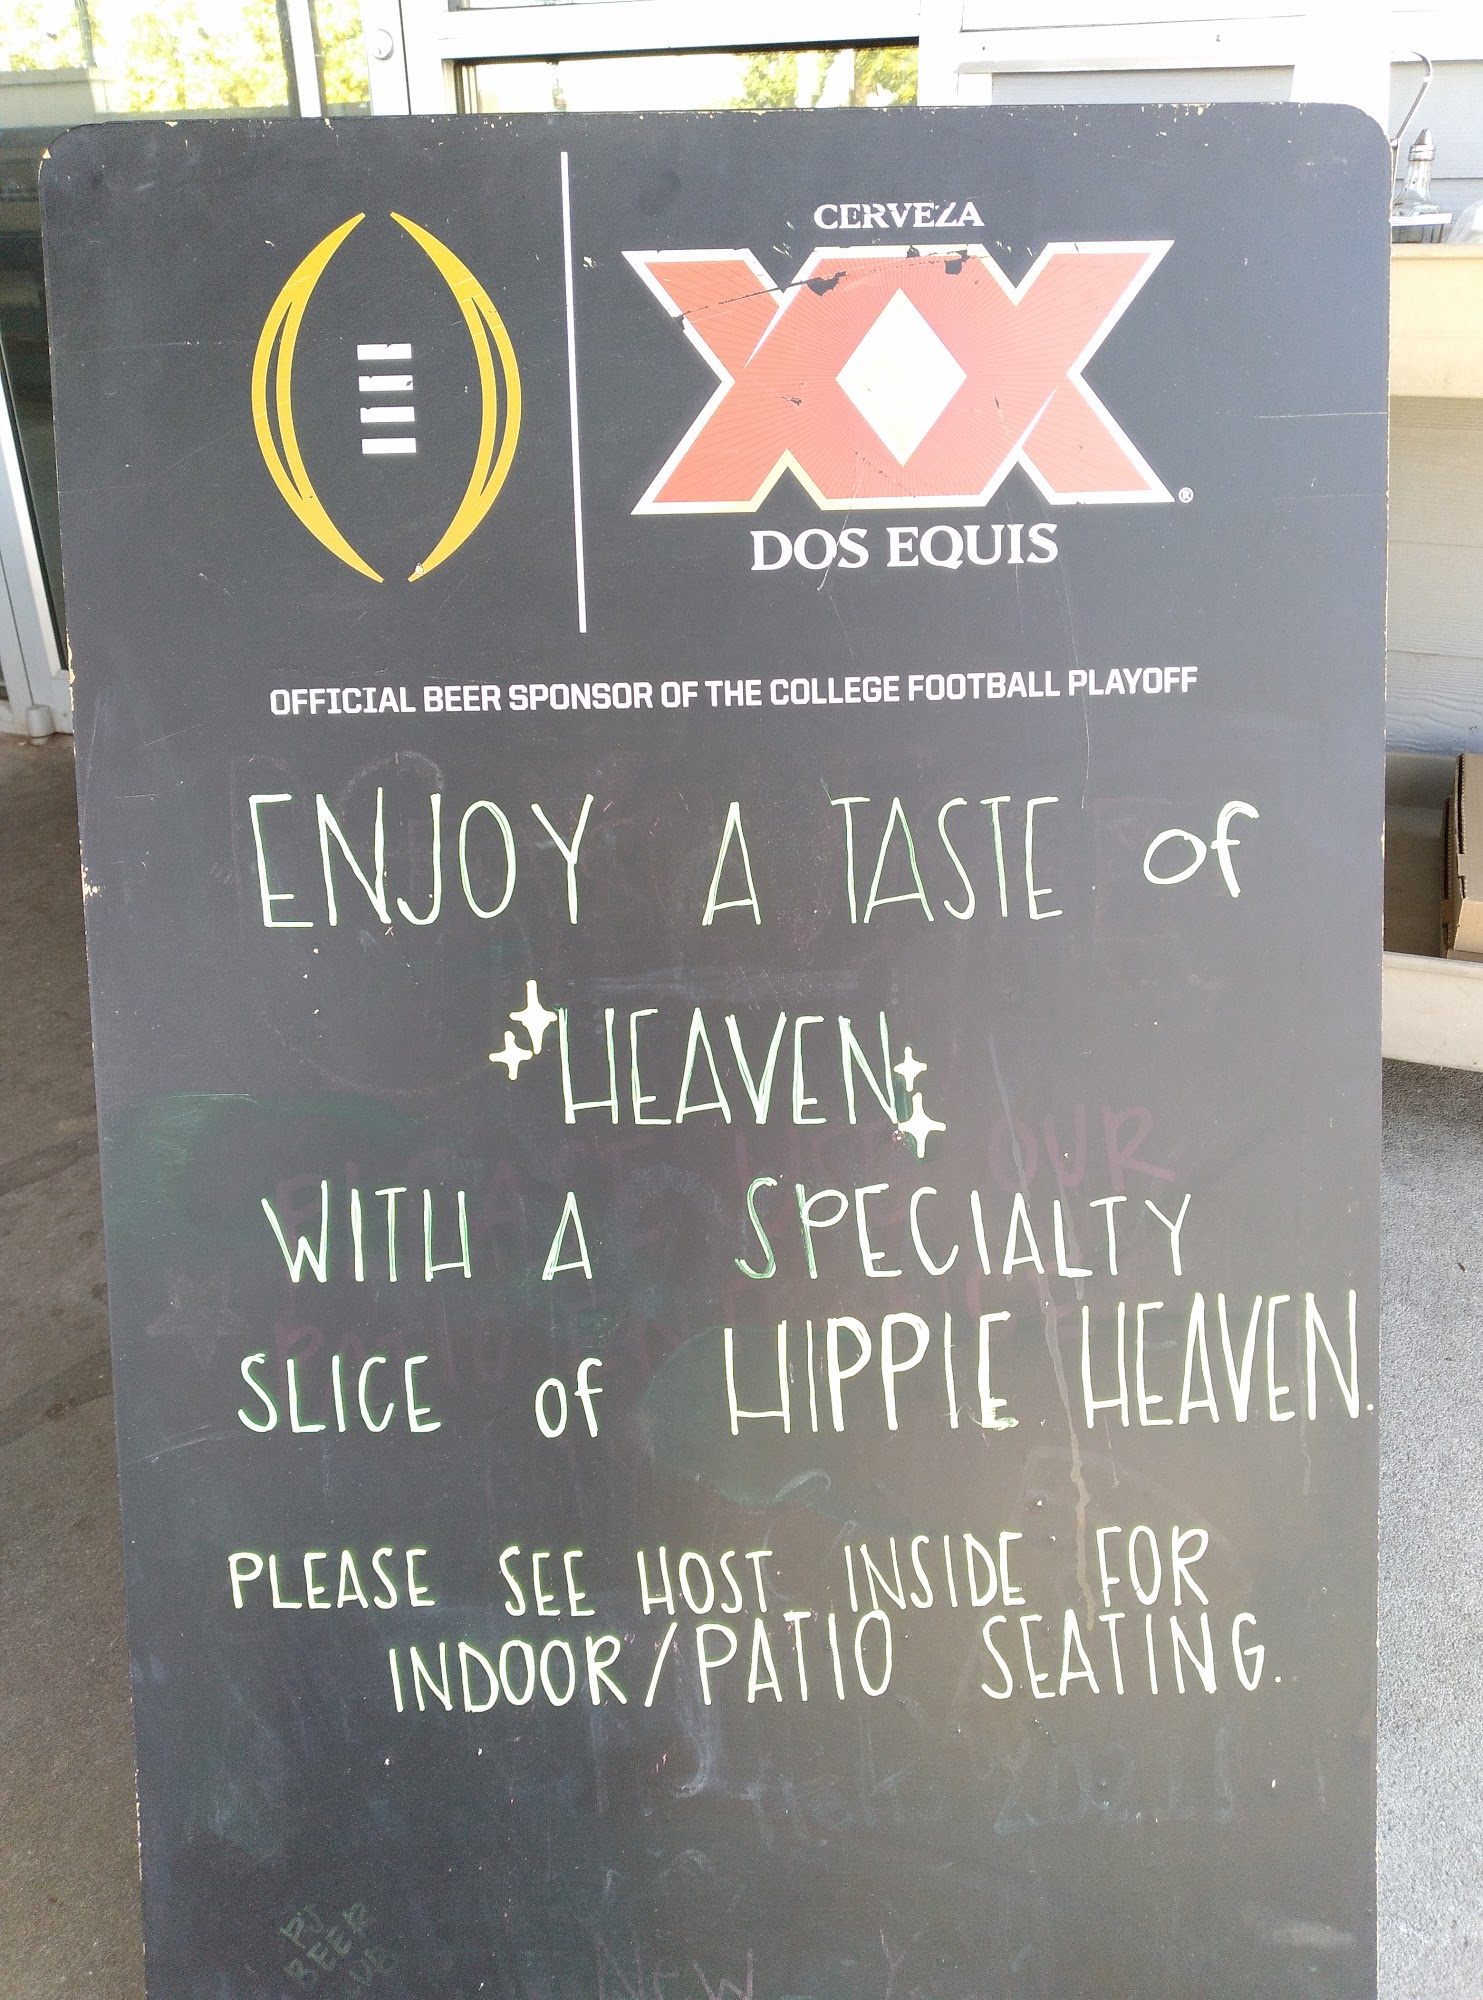 CERVEZA
XX®
DOS EQUIS
OFFICIAL BEER SPONSOR OF THE COLLEGE FOOTBALL PLAYOFF
ENJOY A TASTE of
HEAVEN
WITH A SPECIALTY
SLICE of HIPPIE HEAVEN.
PLEASE SEE HOST INSIDE FOR
INDOOR/PATIO SEATING.